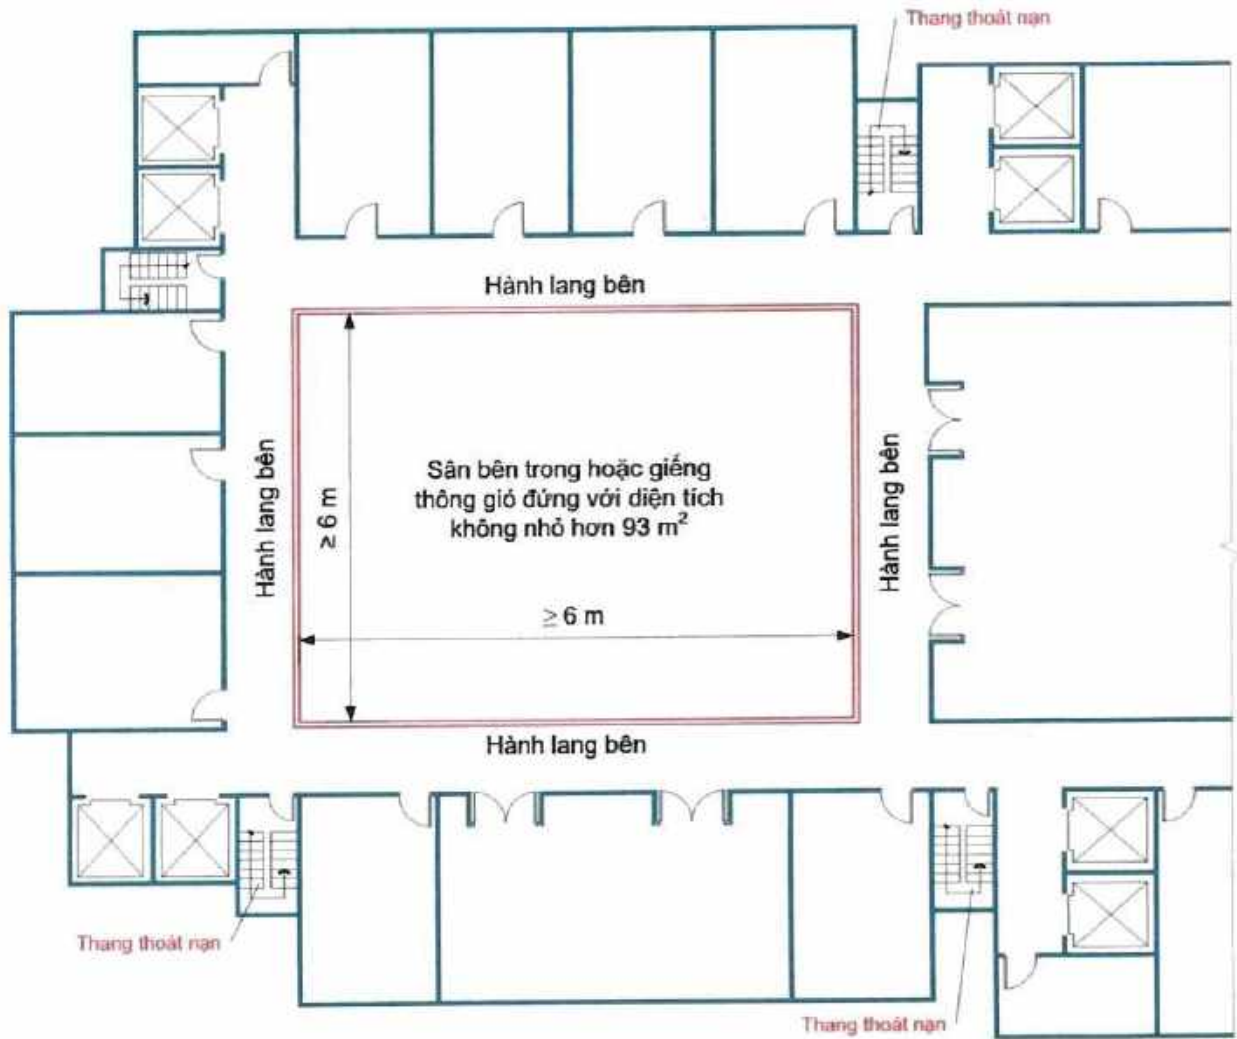 Thang thoát nạn
Hành lang bên
Hành lang bên
≥ 6 m
Sân bên trong hoặc giếng
thông gió đứng với diện tích
không nhỏ hơn 93 m²
≥ 6 m
Hành lang bên
Hành lang bên
Thang thoát nạn
Thang thoát nạn